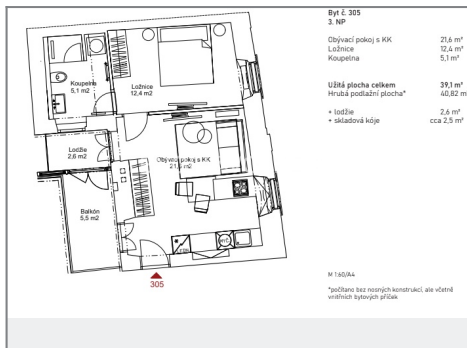 Byt č. 305
3. NP
Obývací pokoj s KK 21,6 m²
Ložnice 12,4 m²
Koupelna 5,1 m²
Užitá plocha celkem 39,1 m²
Hrubá podlažní plocha* 40,82 m
+ lodžie 2,6 m²
+ skladová kóje cca 2,5 m²
Koupelna
5,1 m2
Ložnice
12,4 m2
Lodžie
2,6 m2
Obývací pokoj s KK
21,6 m2
Balkón
5,5 m2
305
M 1:60/A4
*počítáno bez nosných konstrukcí, ale včetně
vnitřních bytových příček